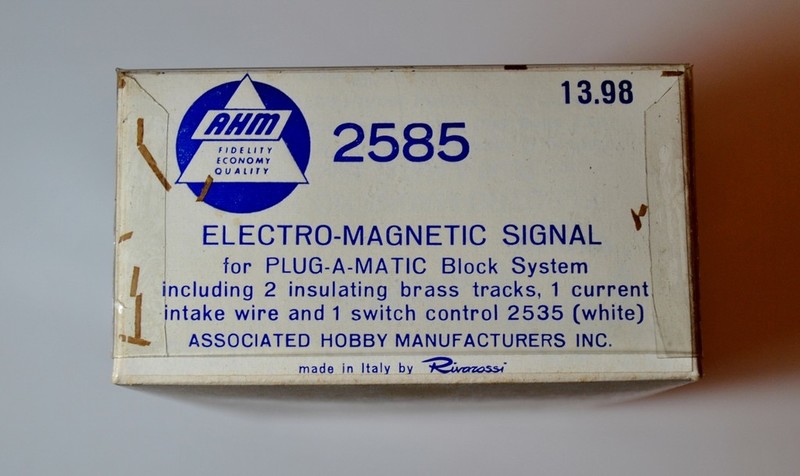 13.98
AHM
FIDELITY
ECONOMY
QUALITY
2585
ELECTRO-MAGNETIC SIGNAL
for PLUG-A-MATIC Block System
including 2 insulating brass tracks, 1 current
intake wire and 1 switch control 2535 (white)
ASSOCIATED HOBBY MANUFACTURERS INC.
made in Italy by Rivarossi